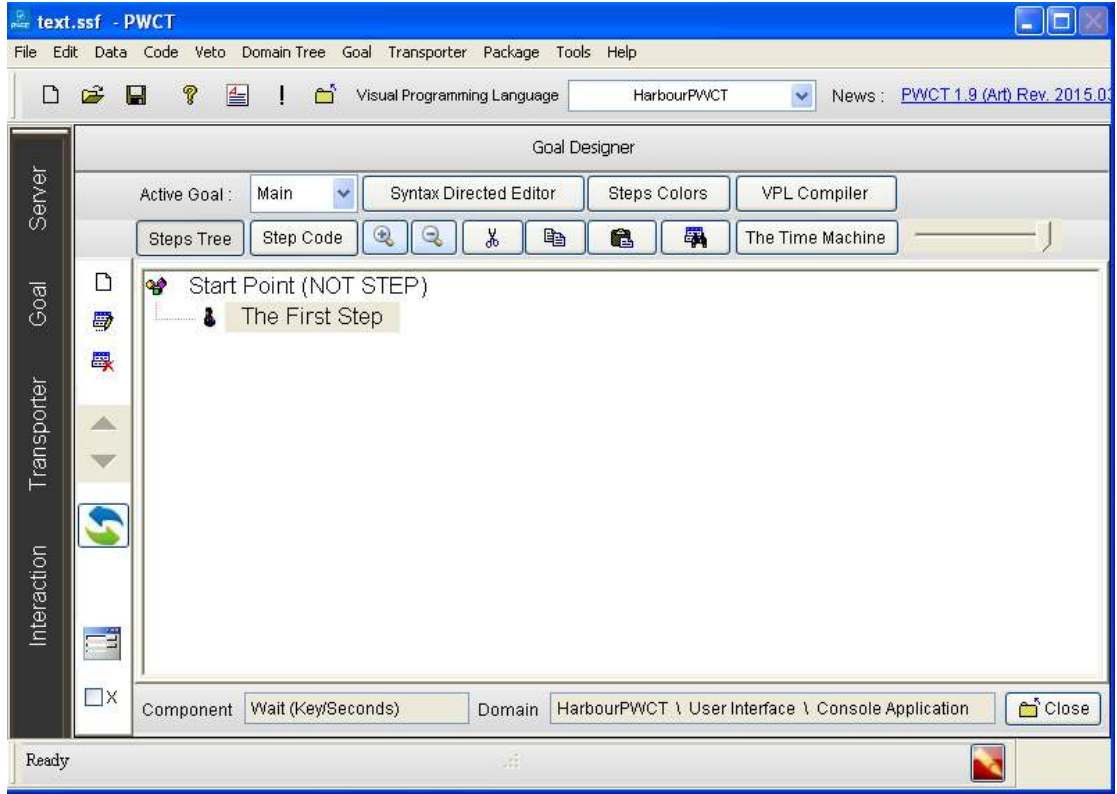 text.ssf - PWCT
File Edit Data Code Veto Domain Tree Goal Transporter Package Tools Help
Visual Programming Language HarbourPWCT News : PWCT 1.9 (Art) Rev. 2015.03
Goal Designer
Active Goal : Main Syntax Directed Editor Steps Colors VPL Compiler
Steps Tree Step Code The Time Machine
Server
Goal
Transporter
Interaction
Start Point (NOT STEP)
The First Step
X
Component Wait (Key/Seconds) Domain HarbourPWCT \ User Interface \ Console Application Close
Ready